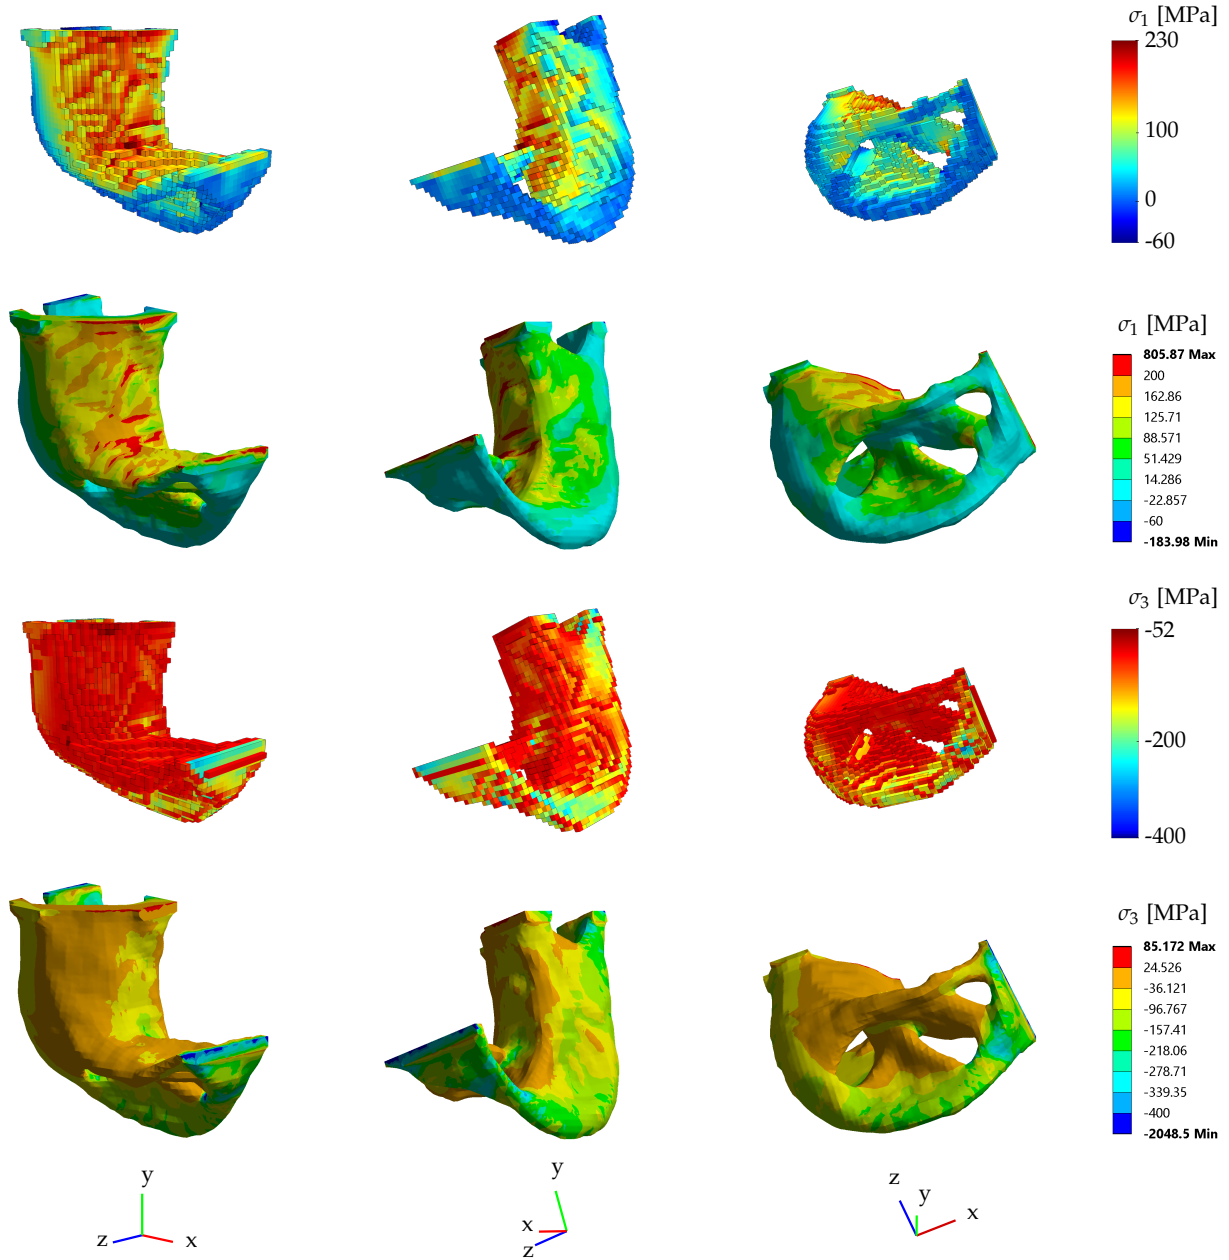 σ₁ [MPa]
230
100
0
-60
σ₁ [MPa]
805.87 Max
200
162.86
125.71
88.571
51.429
14.286
-22.857
-60
-183.98 Min
σ₃ [MPa]
-52
-200
-400
σ₃ [MPa]
85.172 Max
24.526
-36.121
-96.767
-157.41
-218.06
-278.71
-339.35
-400
-2048.5 Min
y
z x
y
x
z
z
y
x